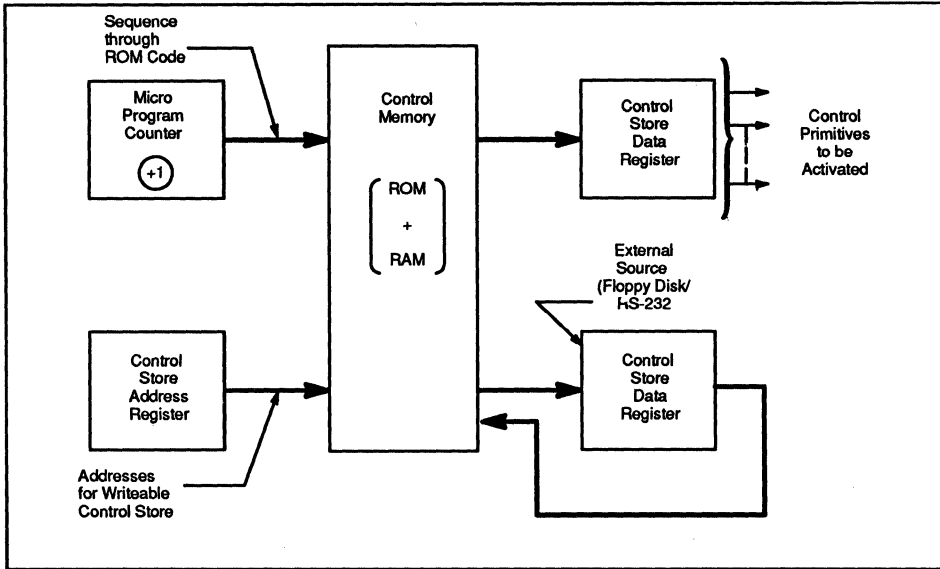 Sequence
through
ROM Code
Micro
Program
Counter
+1
Control
Memory
ROM
+
RAM
Control
Store
Data
Register
Control
Primitives
to be
Activated
Control
Store
Address
Register
Addresses
for Writeable
Control Store
External
Source
(Floppy Disk/
RS-232
Control
Store
Data
Register